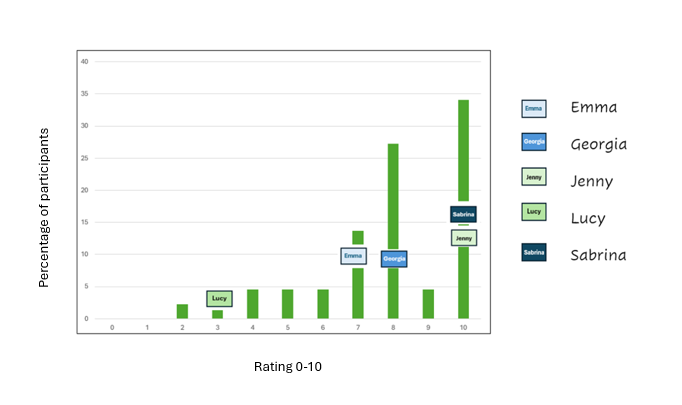 Percentage of participants
40
35
30
25
20
15
10
5
0
Sabrina
Jenny
Emma
Georgia
Lucy
0 1 2 3 4 5 6 7 8 9 10
Rating 0-10
Emma Emma
Georgia Georgia
Jenny Jenny
Lucy Lucy
Sabrina Sabrina